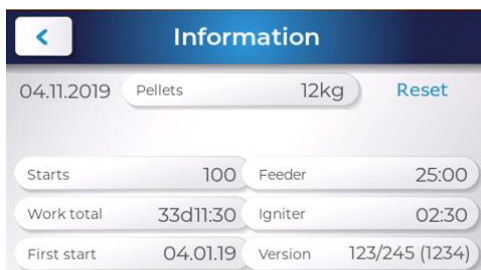 Information
04.11.2019 Pellets 12kg Reset
Starts 100 Feeder 25:00
Work total 33d11:30 Igniter 02:30
First start 04.01.19 Version 123/245 (1234)